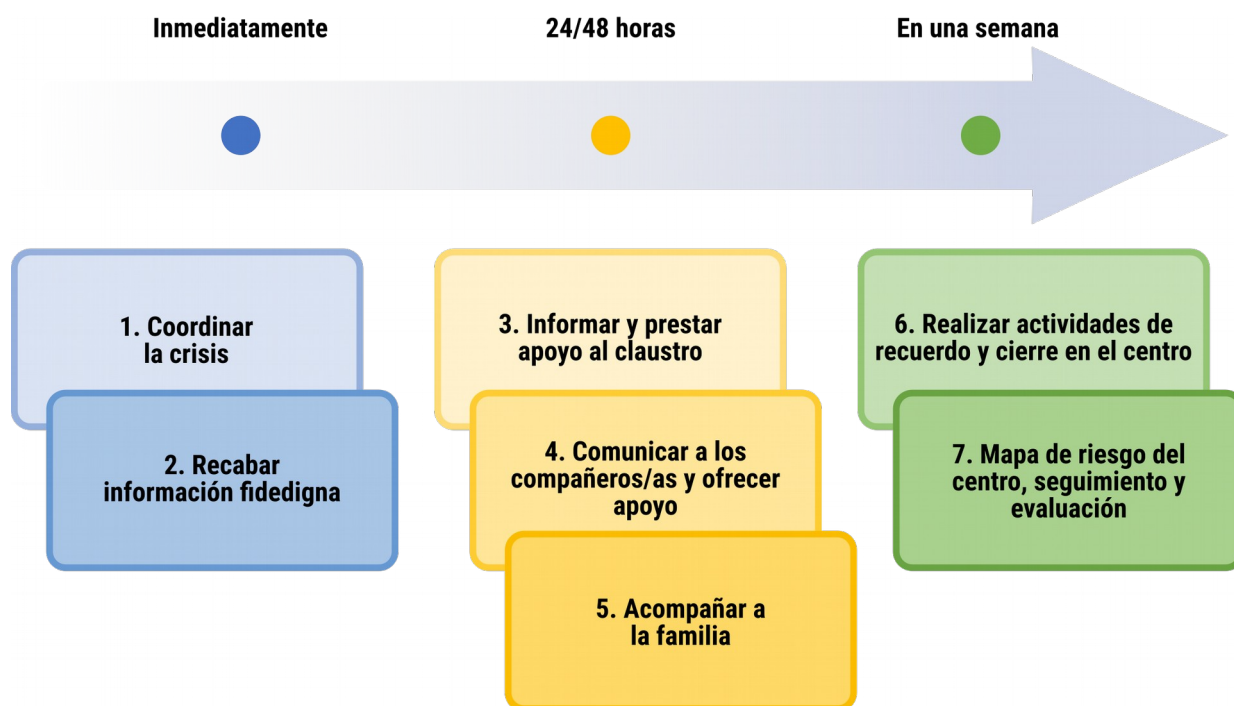 Inmediatamente
24/48 horas
En una semana
1. Coordinar
la crisis
2. Recabar
información fidedigna
3. Informar y prestar
apoyo al claustro
4. Comunicar a los
compañeros/as y ofrecer
apoyo
5. Acompañar a
la familia
6. Realizar actividades de
recuerdo y cierre en el centro
7. Mapa de riesgo del
centro, seguimiento y
evaluación